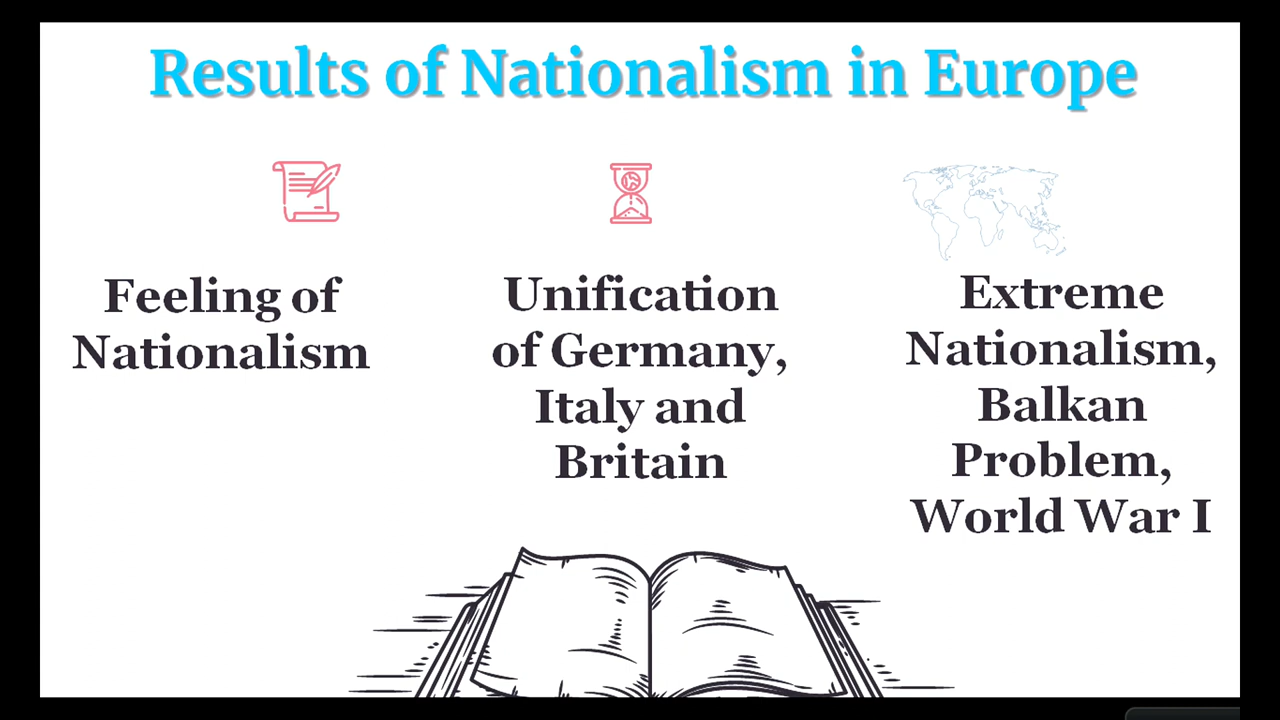 Results of Nationalism in Europe
Feeling of
Nationalism
Unification
of Germany,
Italy and
Britain
Extreme
Nationalism,
Balkan
Problem,
World War I